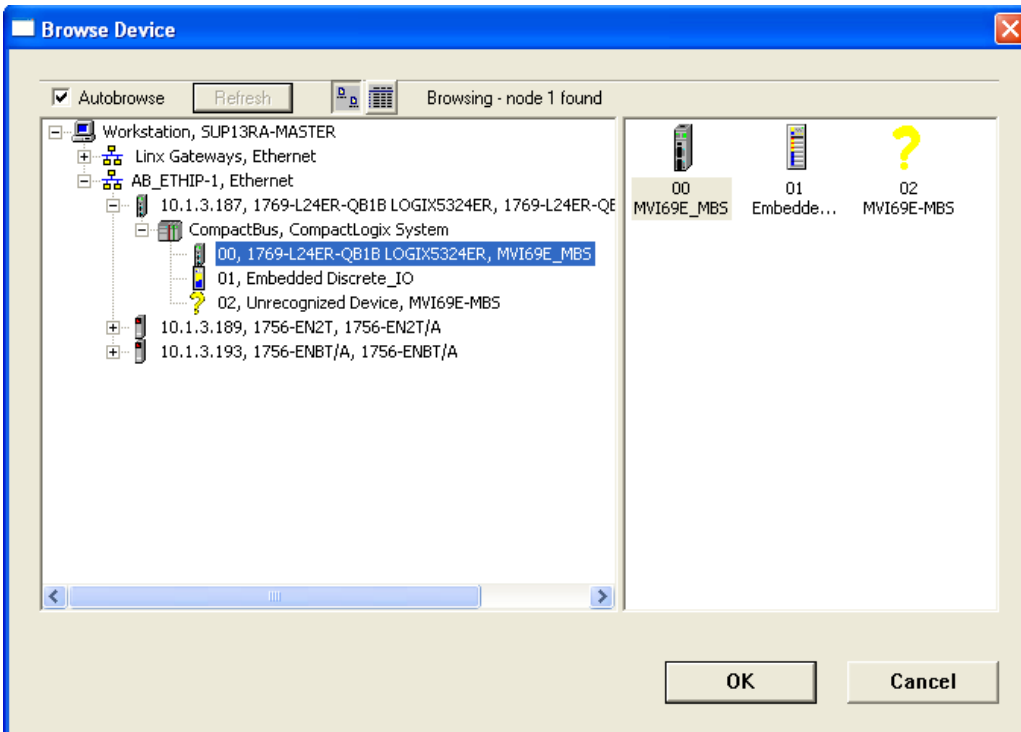 Browse Device
Autobrowse Refresh Browsing - node 1 found
Workstation, SUP13RA-MASTER
Linx Gateways, Ethernet
AB_ETHIP-1, Ethernet
10.1.3.187, 1769-L24ER-QB1B LOGIX5324ER, 1769-L24ER-QE
CompactBus, CompactLogix System
00, 1769-L24ER-QB1B LOGIX5324ER, MVI69E_MBS
01, Embedded Discrete_IO
02, Unrecognized Device, MVI69E-MBS
10.1.3.189, 1756-EN2T, 1756-EN2T/A
10.1.3.193, 1756-ENBT/A, 1756-ENBT/A
00 01 02
MVI69E_MBS Embedde... MVI69E-MBS
OK Cancel